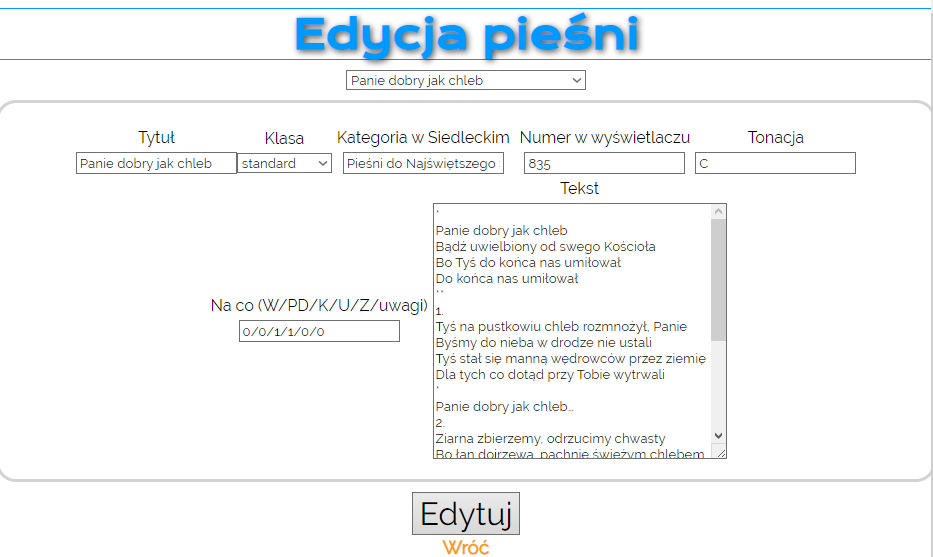 Edycja pieśni
Panie dobry jak chleb
Tytuł Klasa Kategoria w Siedleckim Numer w wyświetlaczu Tonacja
Panie dobry jak chleb standard Pieśni do Najświętszego 835 C
Tekst
*
Panie dobry jak chleb
Bądź uwielbiony od swego Kościoła
Bo Tyś do końca nas umiłował
Do końca nas umiłował
**
1.
Tyś na pustkowiu chleb rozmnożył, Panie
Byśmy do nieba w drodze nie ustali
Tyś stał się manną wędrowców przez ziemię
Dla tych co dotąd przy Tobie wytrwali
*
Panie dobry jak chleb...
2.
Ziarna zbierzemy, odrzucimy chwasty
Bo łan dojrzewa, pachnie świeżym chlebem
Na co (W/PD/K/U/Z/uwagi)
0/0/1/1/0/0
Edytuj
Wróć